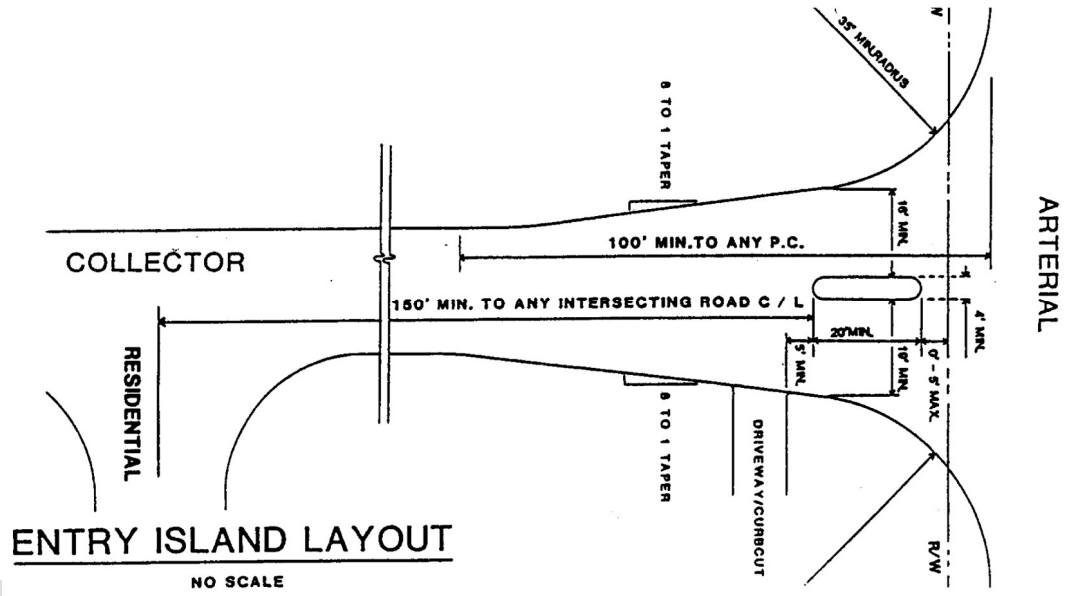 35' MIN.RADIUS
8 TO 1 TAPER
ARTERIAL
16' MIN.
100' MIN.TO ANY P.C.
COLLECTOR
150' MIN. TO ANY INTERSECTING ROAD C / L
4' MIN.
20'MIN.
5' MIN.
MIN.
0' - 5' MAX.
RESIDENTIAL
8 TO 1 TAPER
DRIVEWAY/CURBCUT
R/W
ENTRY ISLAND LAYOUT
NO SCALE